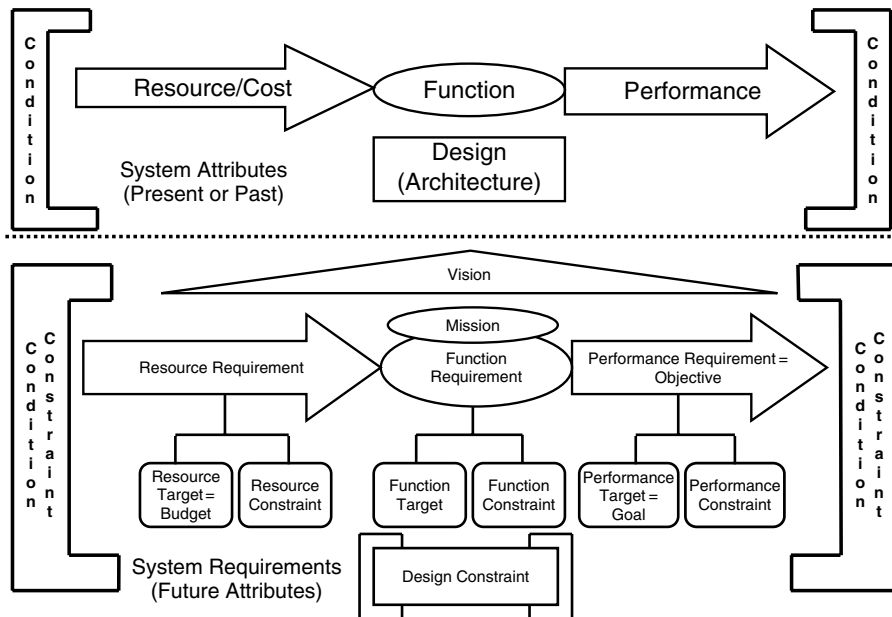 Condition
Resource/Cost
Function
Performance
Condition
System Attributes
(Present or Past)
Design
(Architecture)
Vision
Condition
Constraint
Mission
Resource Requirement
Function
Requirement
Performance Requirement =
Objective
Condition
Constraint
Resource
Target =
Budget
Resource
Constraint
Function
Target
Function
Constraint
Performance
Target =
Goal
Performance
Constraint
System Requirements
(Future Attributes)
Design Constraint